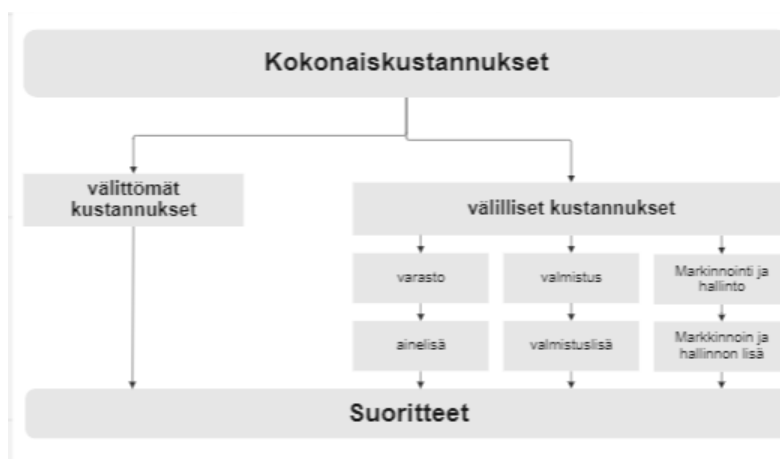 Kokonaiskustannukset
välittömät
kustannukset
välilliset kustannukset
varasto
valmistus
Markinnointi ja
hallinto
ainelisä
valmistuslisä
Markkinnoin ja
hallinnon lisä
Suoritteet